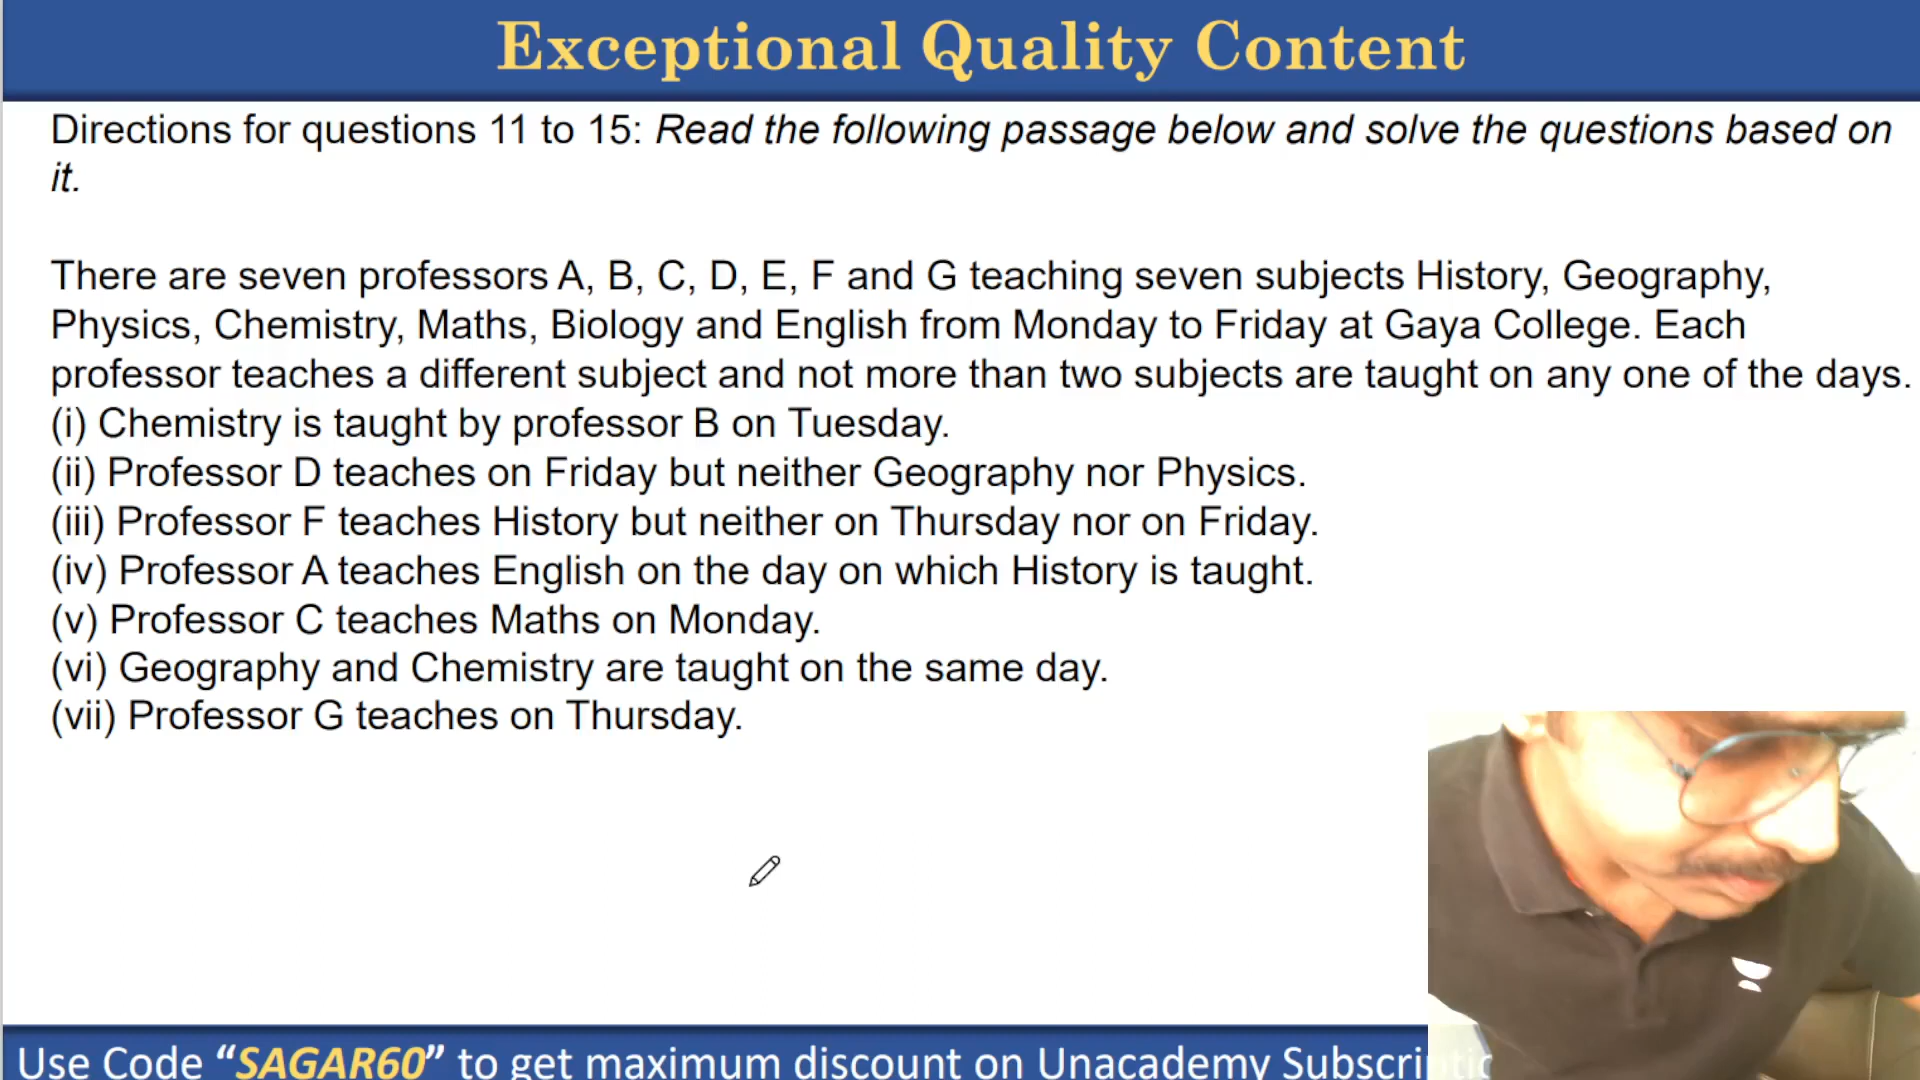 Exceptional Quality Content
Directions for questions 11 to 15: Read the following passage below and solve the questions based on
it.
There are seven professors A, B, C, D, E, F and G teaching seven subjects History, Geography,
Physics, Chemistry, Maths, Biology and English from Monday to Friday at Gaya College. Each
professor teaches a different subject and not more than two subjects are taught on any one of the days.
(i) Chemistry is taught by professor B on Tuesday.
(ii) Professor D teaches on Friday but neither Geography nor Physics.
(iii) Professor F teaches History but neither on Thursday nor on Friday.
(iv) Professor A teaches English on the day on which History is taught.
(v) Professor C teaches Maths on Monday.
(vi) Geography and Chemistry are taught on the same day.
(vii) Professor G teaches on Thursday.
Use Code “SAGAR60” to get maximum discount on Unacademy